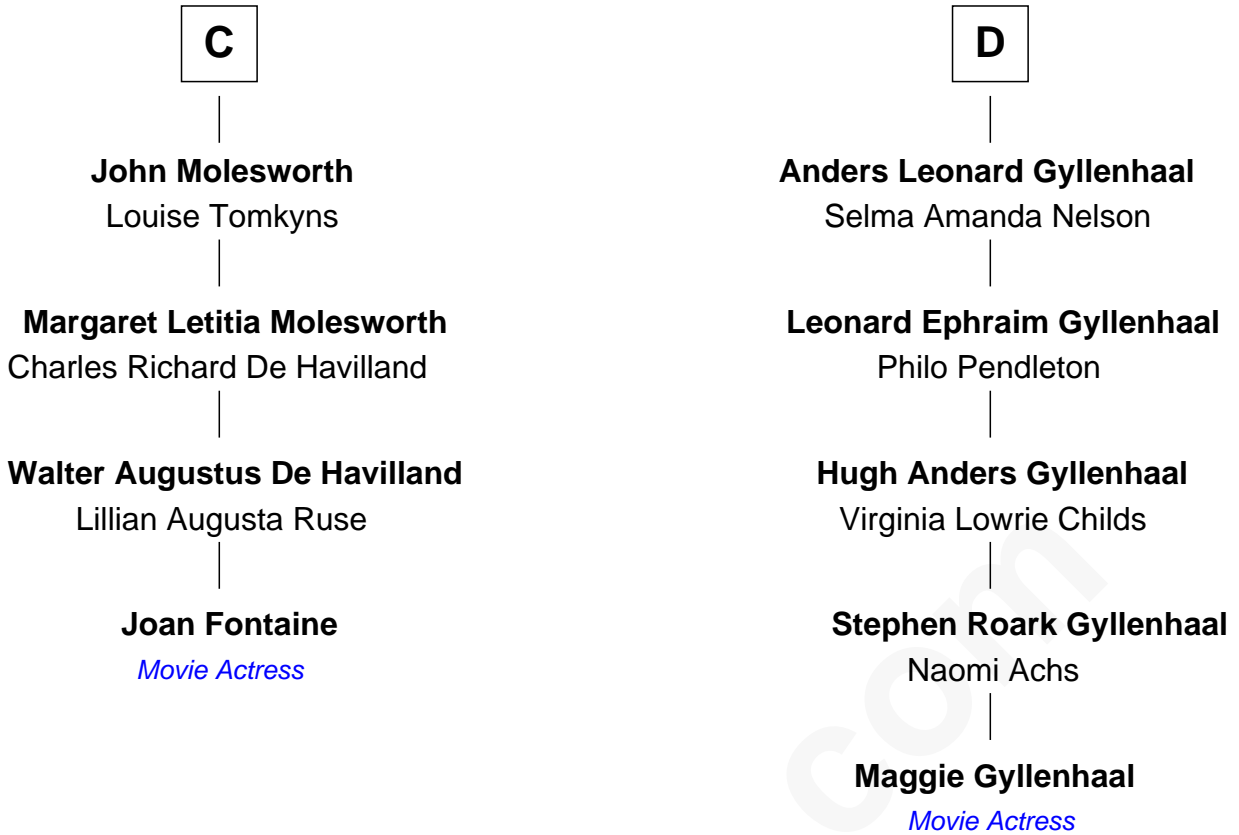 C
John Molesworth
Louise Tomkyns
Margaret Letitia Molesworth
Charles Richard De Havilland
Walter Augustus De Havilland
Lillian Augusta Ruse
Joan Fontaine
Movie Actress
D
Anders Leonard Gyllenhaal
Selma Amanda Nelson
Leonard Ephraim Gyllenhaal
Philo Pendleton
Hugh Anders Gyllenhaal
Virginia Lowrie Childs
Stephen Roark Gyllenhaal
Naomi Achs
Maggie Gyllenhaal
Movie Actress
com